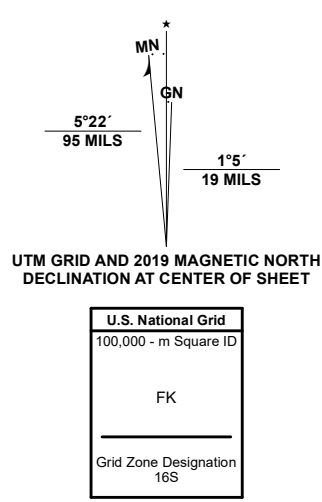 MN
GN
5°22´
95 MILS
1°5´
19 MILS
UTM GRID AND 2019 MAGNETIC NORTH
DECLINATION AT CENTER OF SHEET
U.S. National Grid
100,000 - m Square ID
FK
Grid Zone Designation
16S